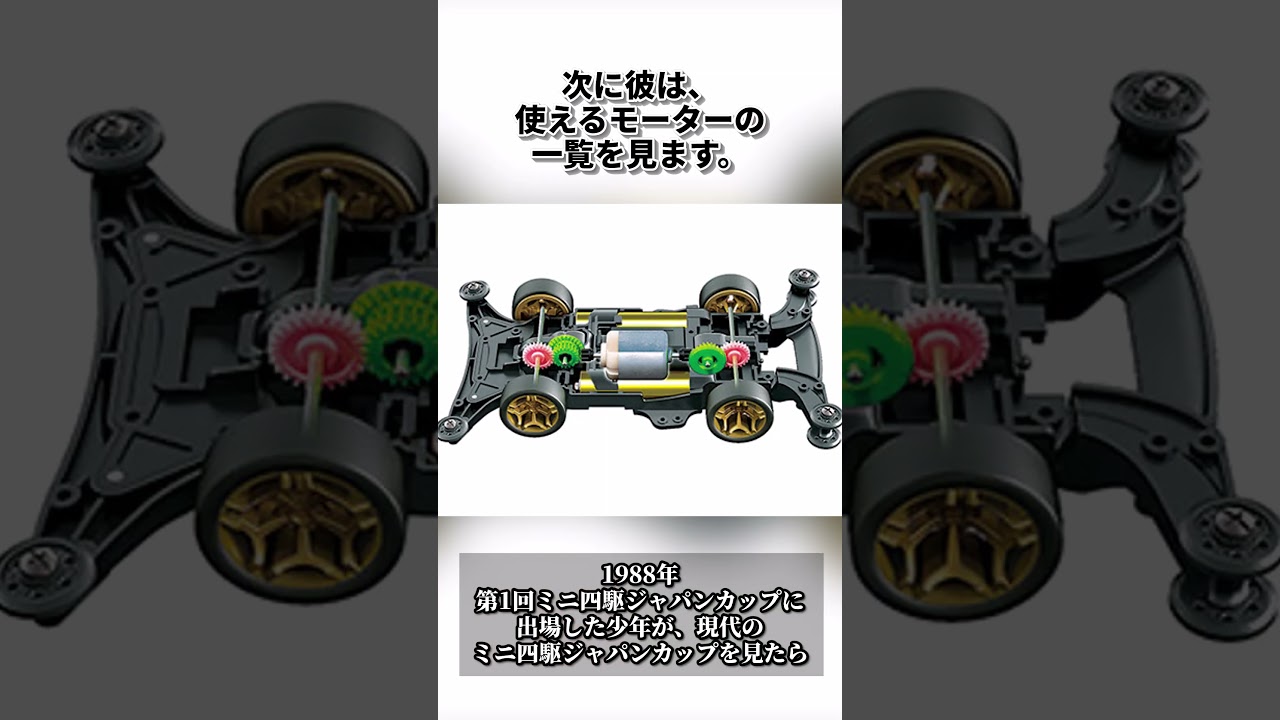 次に彼は、
使えるモーターの
一覧を見ます。
1988年
第1回ミニ四駆ジャパンカップに
出場した少年が、現代の
ミニ四駆ジャパンカップを見たら